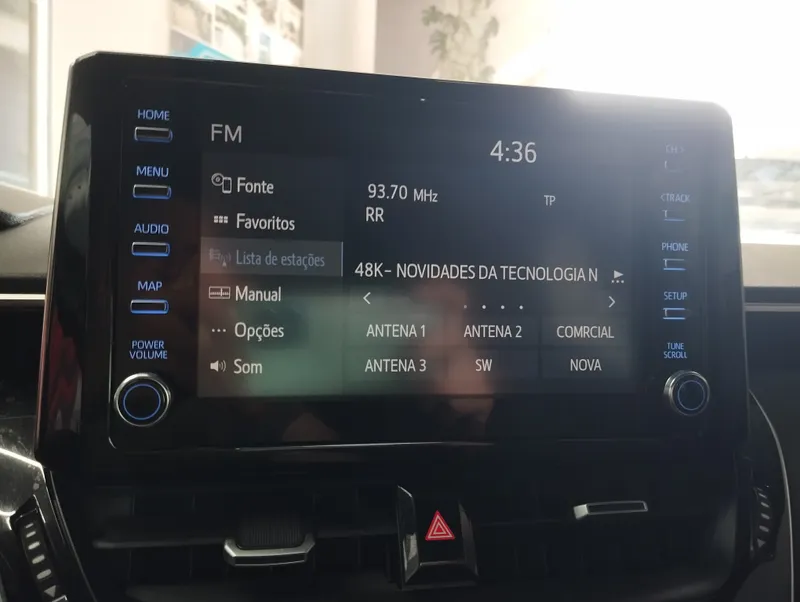 HOME
MENU
AUDIO
MAP
POWER
VOLUME
FM
4:36
Fonte
Favoritos
Lista de estações
Manual
Opções
Som
93.70 MHz
TP
RR
48K- NOVIDADES DA TECNOLOGIA N
ANTENA 1 ANTENA 2 COMRCIAL
ANTENA 3 SW NOVA
TRACK
PHONE
SETUP
TUNE
SCROLL